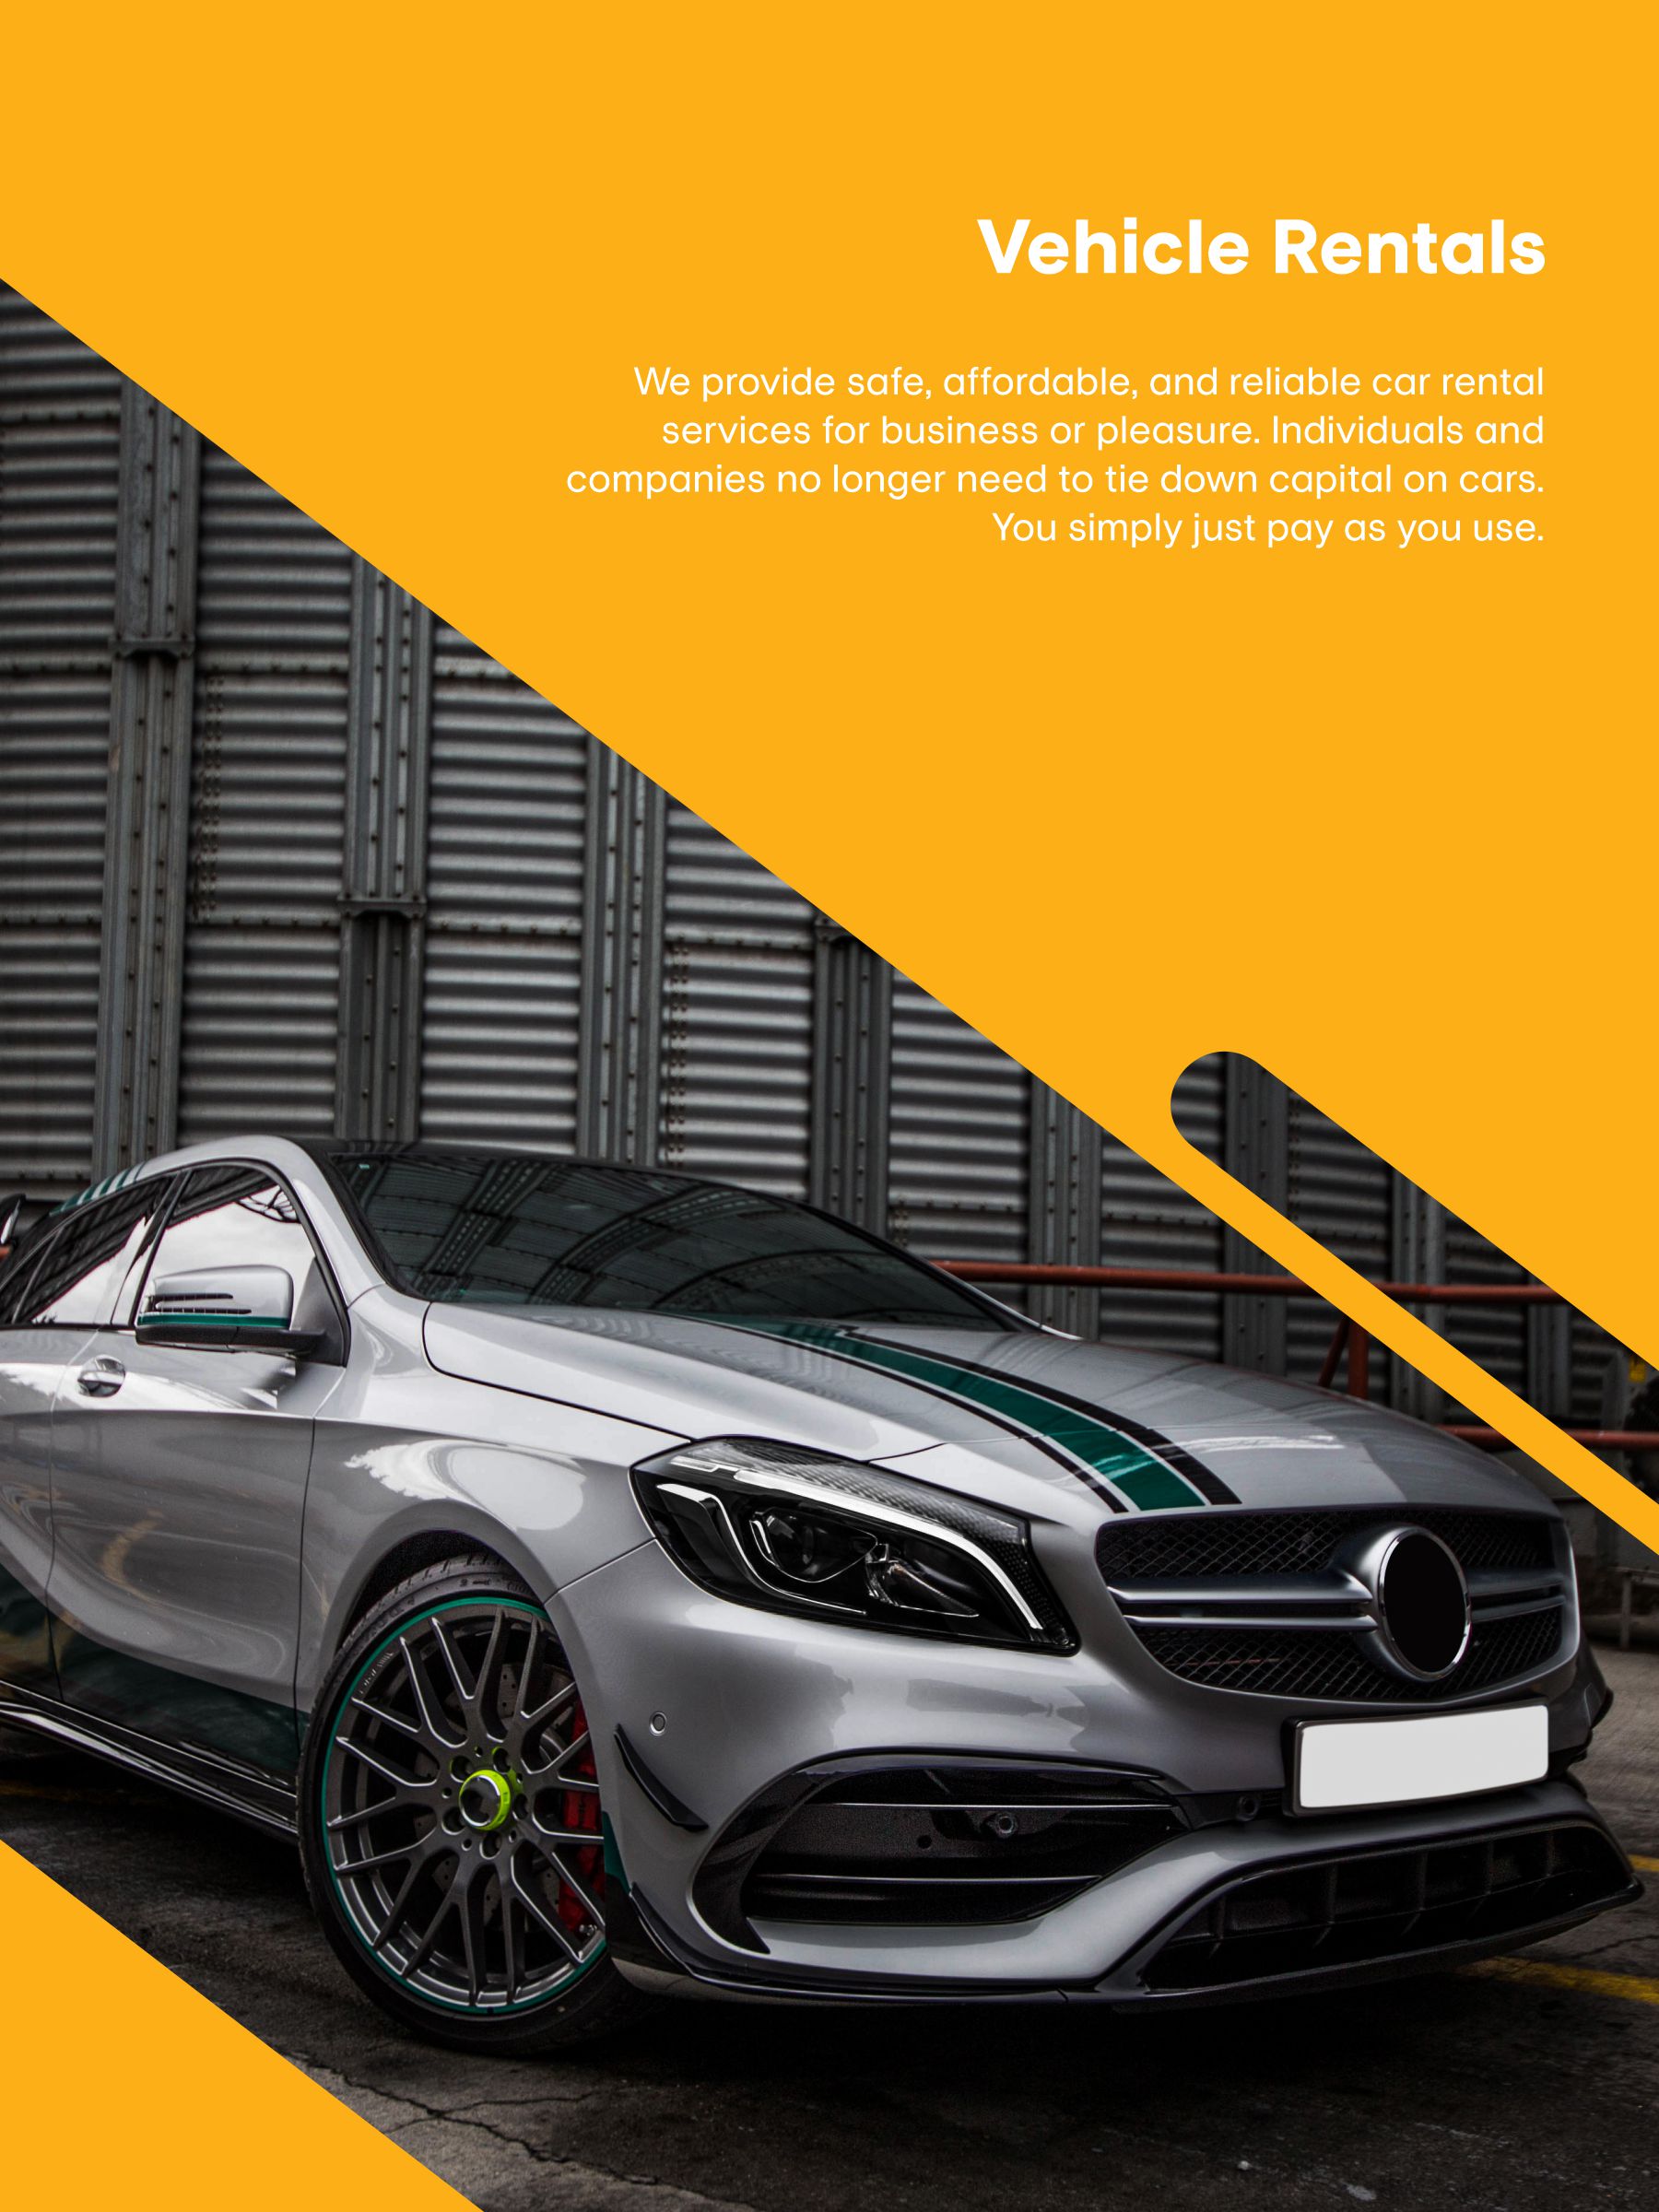 Vehicle Rentals
We provide safe, affordable, and reliable car rental
services for business or pleasure. Individuals and
companies no longer need to tie down capital on cars.
You simply just pay as you use.